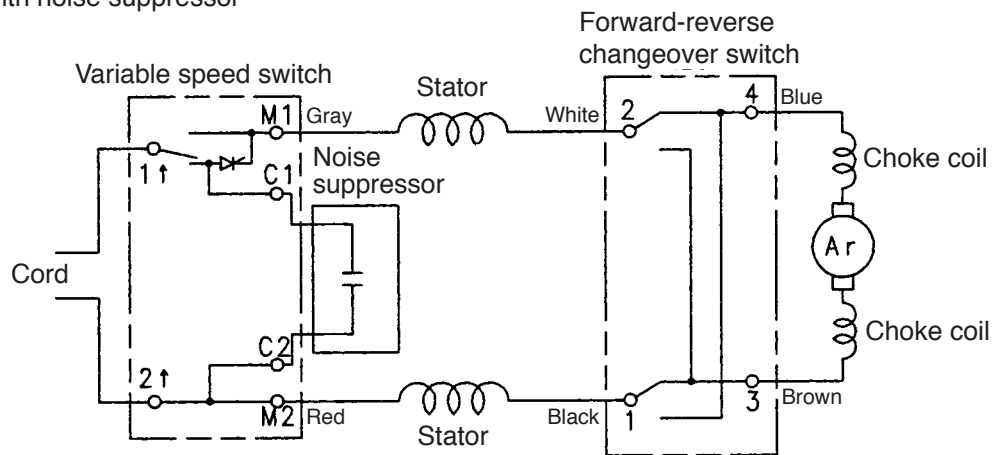 with noise suppressor
Forward-reverse
changeover switch
Variable speed switch
Stator
M1
Gray
White
2
4
Blue
1↑
C1
Noise
suppressor
Choke coil
Ar
Cord
Choke coil
C2
2↑
M2
Red
Stator
Black
1
3
Brown